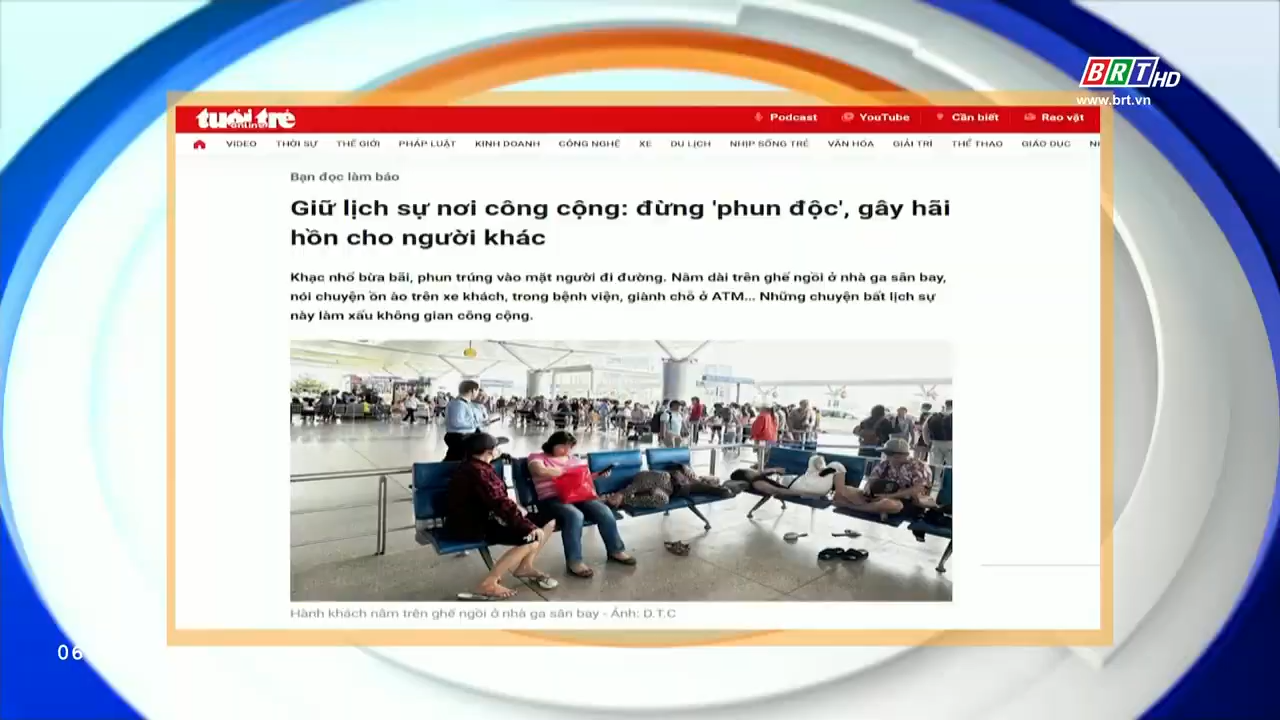 BRT HD
www.brt.vn
tuổi trẻ
online
Podcast YouTube Cần biết Rao vặt
VIDEO THỜI SỰ THẾ GIỚI PHÁP LUẬT KINH DOANH CÔNG NGHỆ XE DU LỊCH NHỊP SỐNG TRẺ VĂN HÓA GIẢI TRÍ THỂ THAO GIÁO DỤC
Bạn đọc làm báo
Giữ lịch sự nơi công cộng: đừng 'phun độc', gây hãi
hồn cho người khác
Khạc nhổ bừa bãi, phun trúng vào mặt người đi đường. Nằm dài trên ghế ngồi ở nhà ga sân bay,
nói chuyện ồn ào trên xe khách, trong bệnh viện, giành chỗ ở ATM... Những chuyện bất lịch sự
này làm xấu không gian công cộng.
Hành khách nằm trên ghế ngồi ở nhà ga sân bay - Ảnh: D.T.C
06